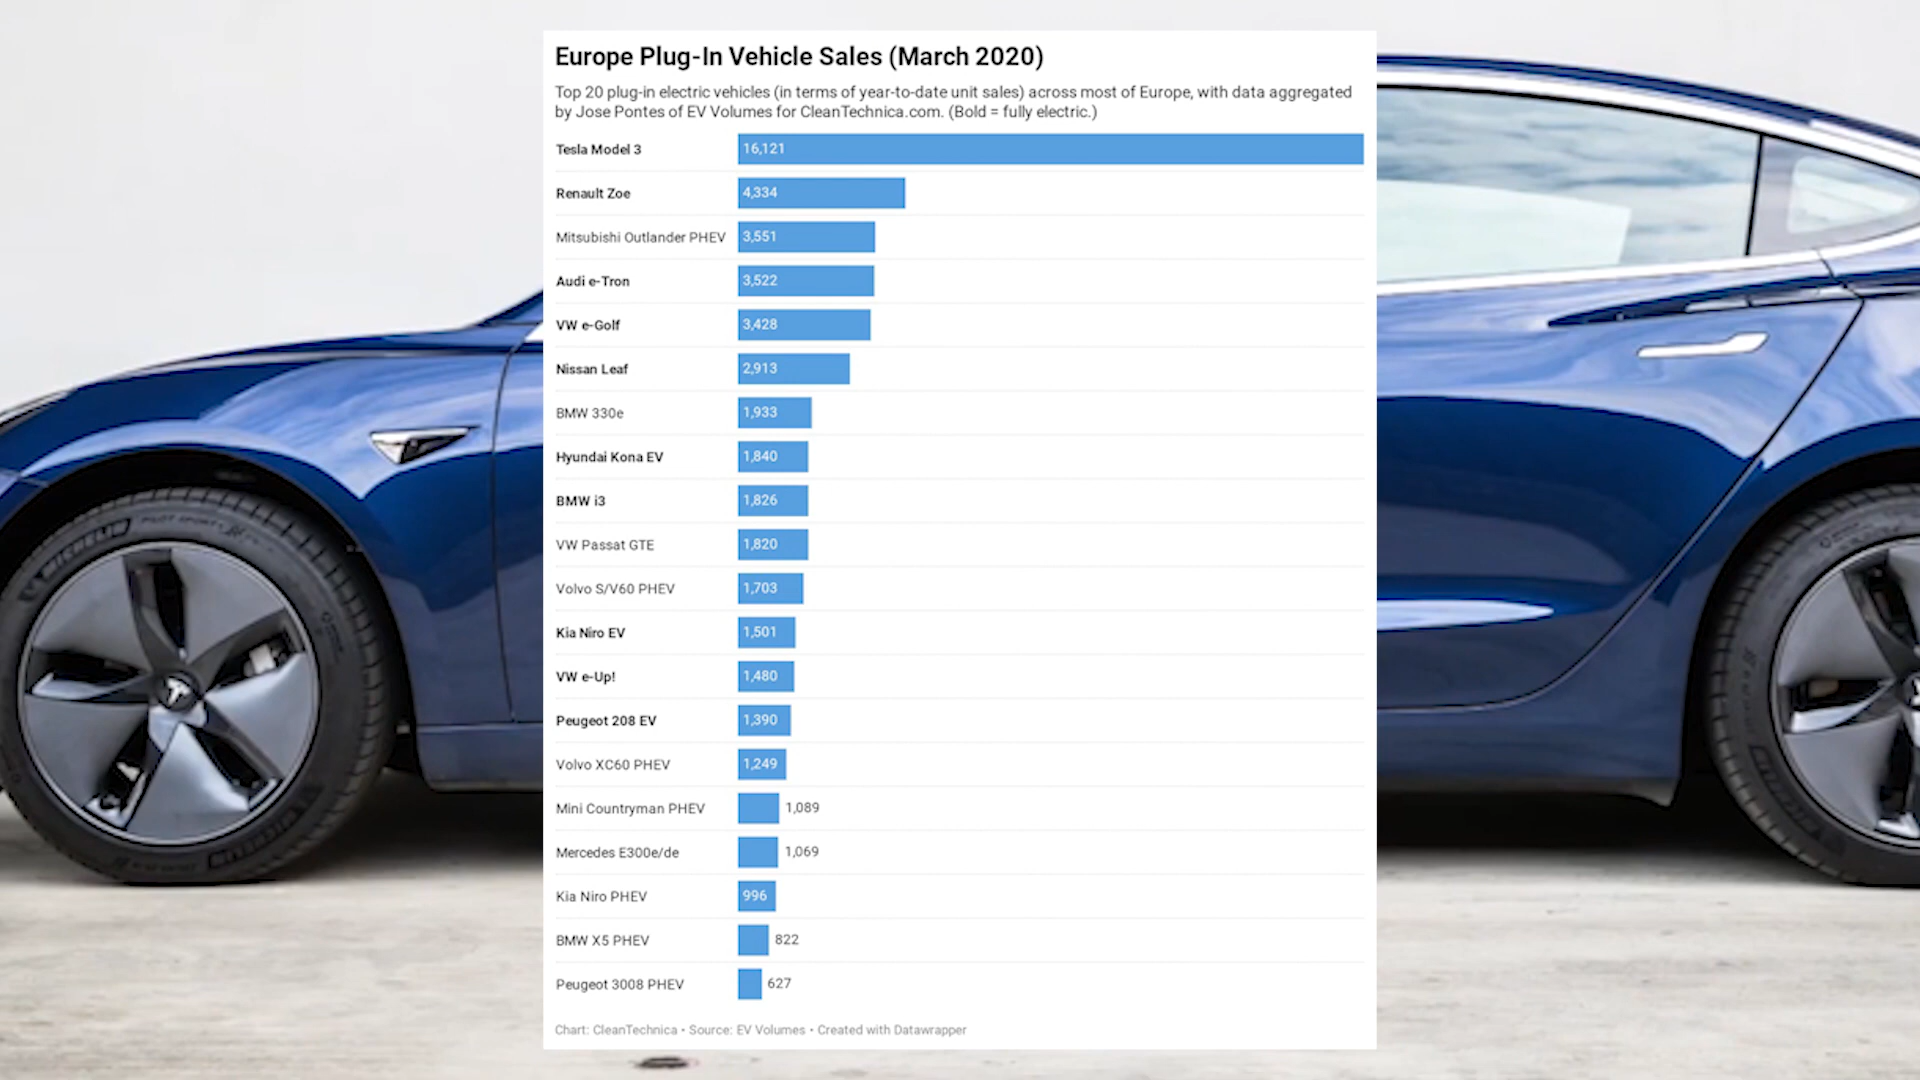 Europe Plug-In Vehicle Sales (March 2020)
Top 20 plug-in electric vehicles (in terms of year-to-date unit sales) across most of Europe, with data aggregated
by Jose Pontes of EV Volumes for CleanTechnica.com. (Bold = fully electric.)
Tesla Model 3 16,121
Renault Zoe 4,334
Mitsubishi Outlander PHEV 3,551
Audi e-Tron 3,522
VW e-Golf 3,428
Nissan Leaf 2,913
BMW 330e 1,933
Hyundai Kona EV 1,840
BMW i3 1,826
VW Passat GTE 1,820
Volvo S/V60 PHEV 1,703
Kia Niro EV 1,501
VW e-Up! 1,480
Peugeot 208 EV 1,390
Volvo XC60 PHEV 1,249
Mini Countryman PHEV 1,089
Mercedes E300e/de 1,069
Kia Niro PHEV 996
BMW X5 PHEV 822
Peugeot 3008 PHEV 627
Chart: CleanTechnica • Source: EV Volumes • Created with Datawrapper
MICHELIN
PILOT SPORT